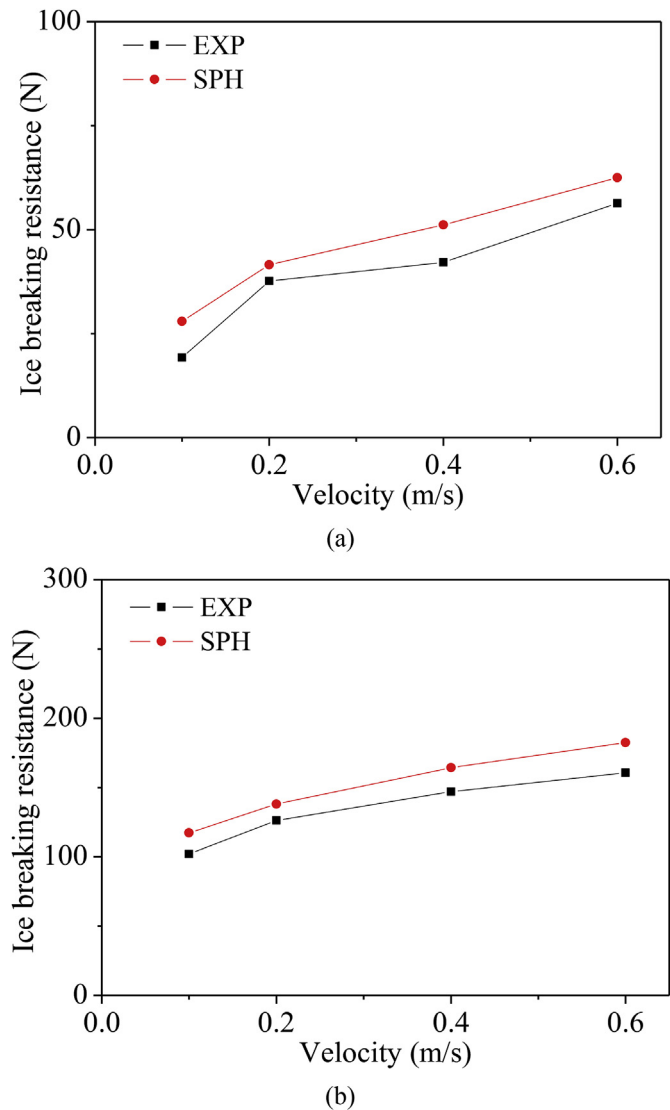 100
EXP
SPH
Ice breaking resistance (N)
50
0
0.0 0.2 0.4 0.6
Velocity (m/s)
(a)
300
EXP
SPH
Ice breaking resistance (N)
200
100
0
0.0 0.2 0.4 0.6
Velocity (m/s)
(b)